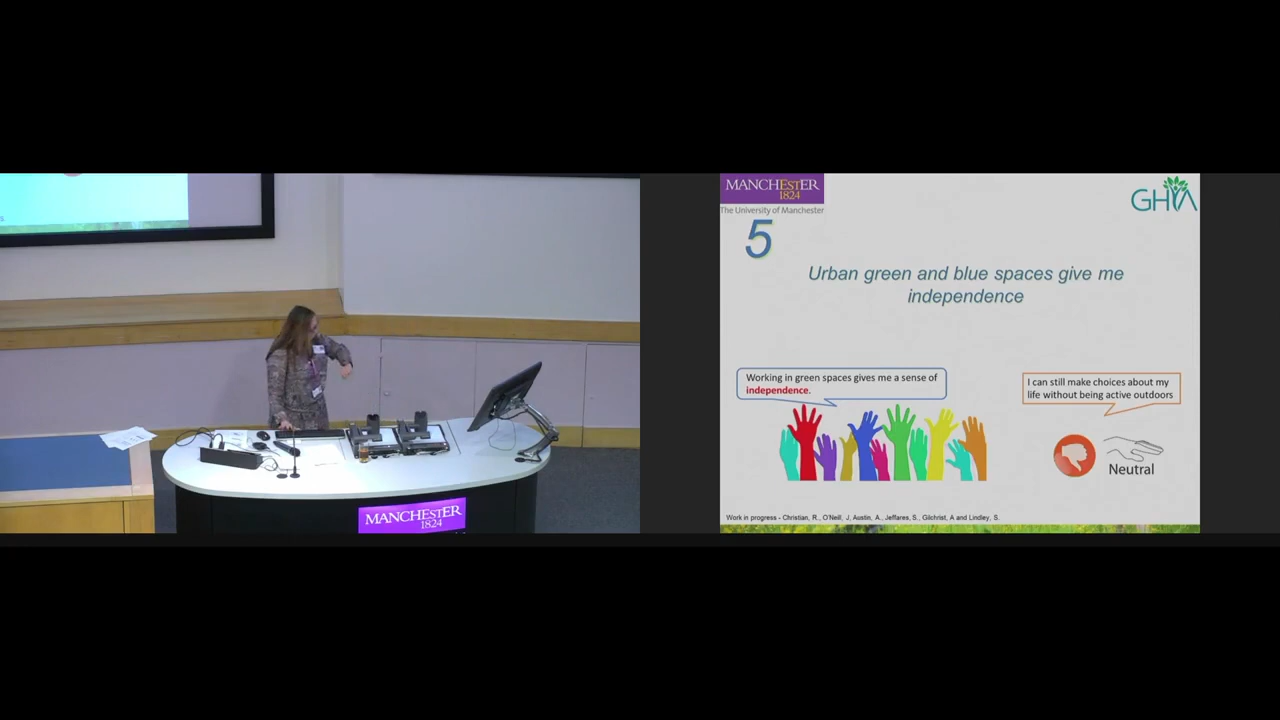 MANCHESTER
1824
MANCHESTER
1824
The University of Manchester
GHIA
5
Urban green and blue spaces give me
independence
Working in green spaces gives me a sense of
independence.
I can still make choices about my
life without being active outdoors
Neutral
Work in progress - Christian, R., O'Neill, J, Austin, A., Jeffares, S., Gilchrist, A and Lindley, S.